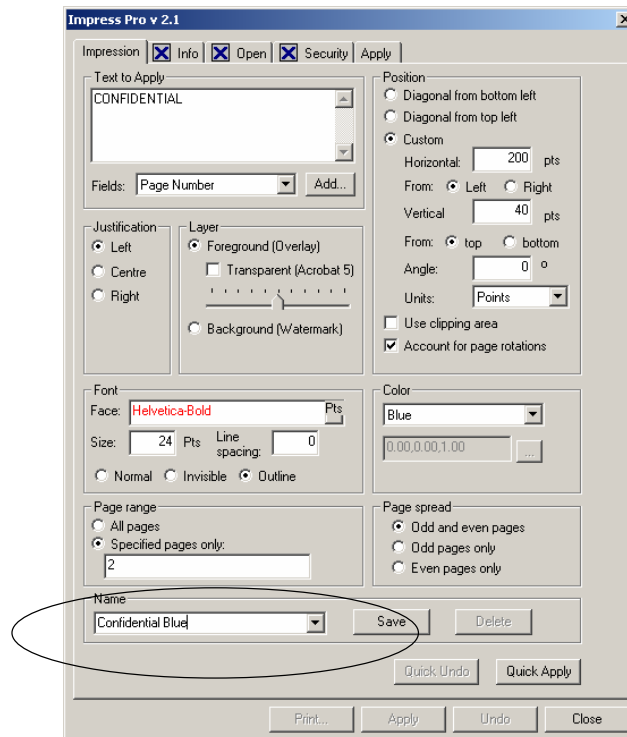 Impress Pro v 2.1
Impression Info Open Security Apply
Text to Apply
CONFIDENTIAL
Fields: Page Number Add...
Justification
Left
Centre
Right
Layer
Foreground (Overlay)
Transparent (Acrobat 5)
Background (Watermark)
Position
Diagonal from bottom left
Diagonal from top left
Custom
Horizontal: 200 pts
From: Left Right
Vertical 40 pts
From: top bottom
Angle: 0 °
Units: Points
Use clipping area
Account for page rotations
Font
Face: Helvetica-Bold Pts
Size: 24 Pts Line spacing: 0
Normal Invisible Outline
Color
Blue
0.00,0.00,1.00 ...
Page range
All pages
Specified pages only:
2
Page spread
Odd and even pages
Odd pages only
Even pages only
Name
Confidential Blue Save Delete
Quick Undo Quick Apply
Print... Apply Undo Close